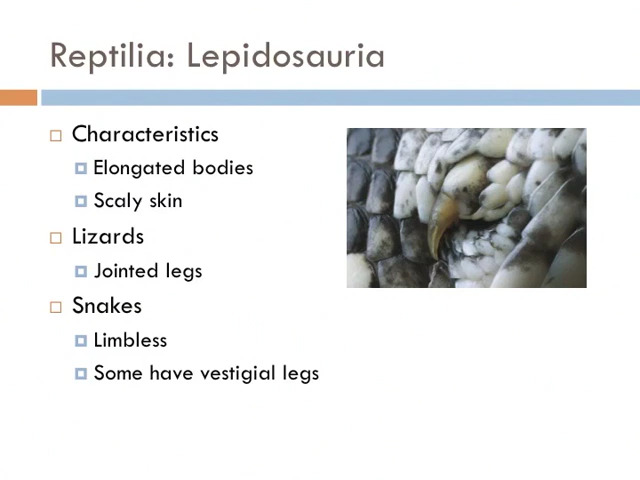 Reptilia: Lepidosauria
Characteristics
Elongated bodies
Scaly skin
Lizards
Jointed legs
Snakes
Limbless
Some have vestigial legs